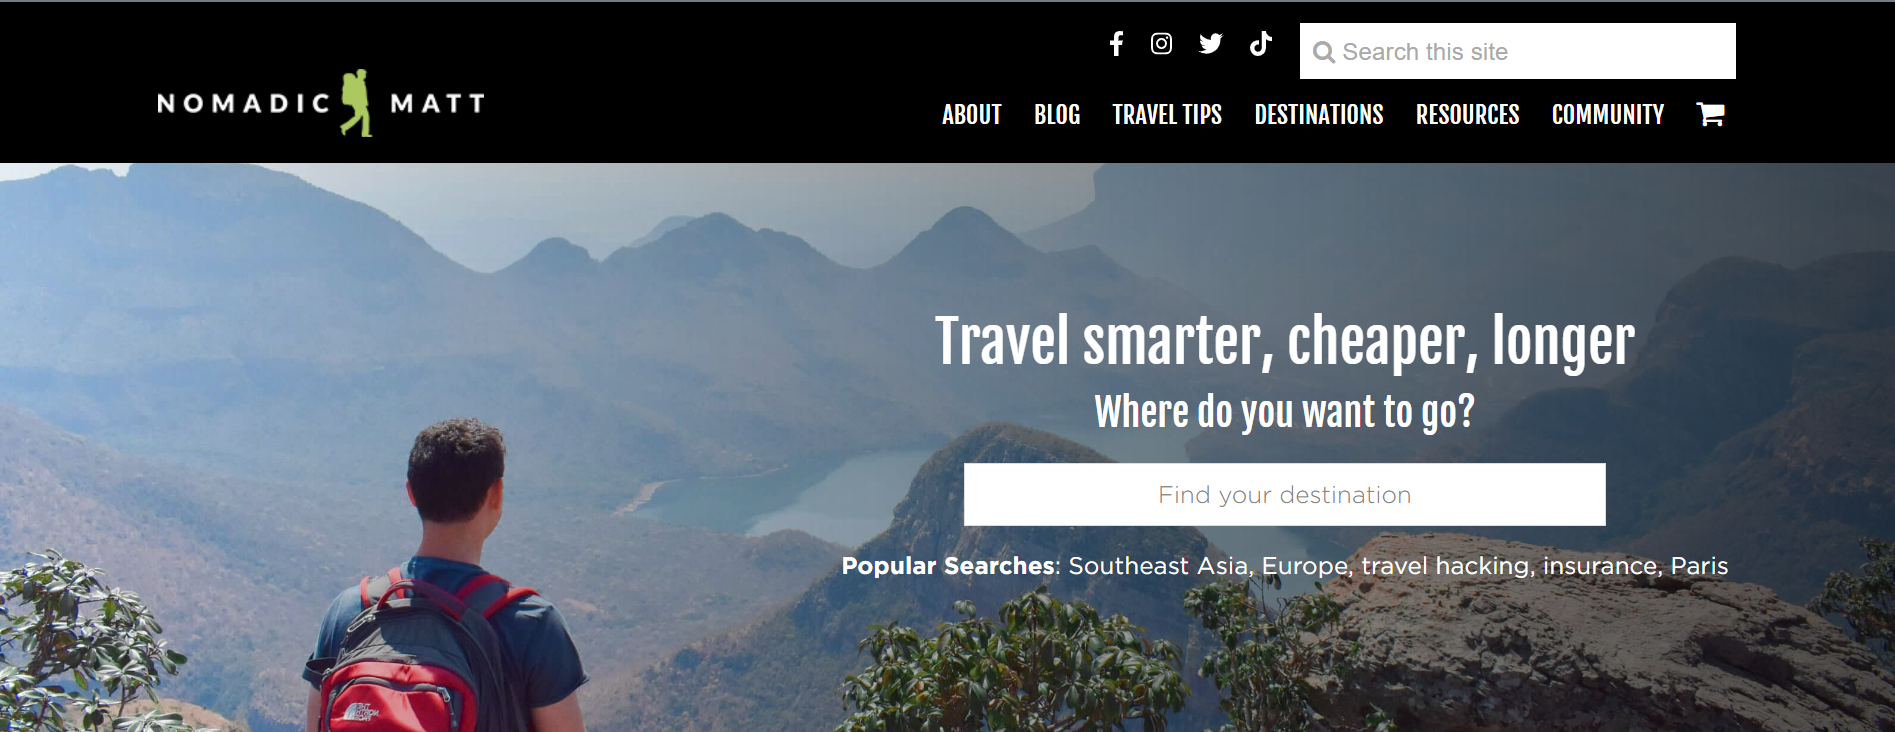 Search this site
NOMADIC MATT
ABOUT BLOG TRAVEL TIPS DESTINATIONS RESOURCES COMMUNITY
Travel smarter, cheaper, longer
Where do you want to go?
Find your destination
Popular Searches: Southeast Asia, Europe, travel hacking, insurance, Paris